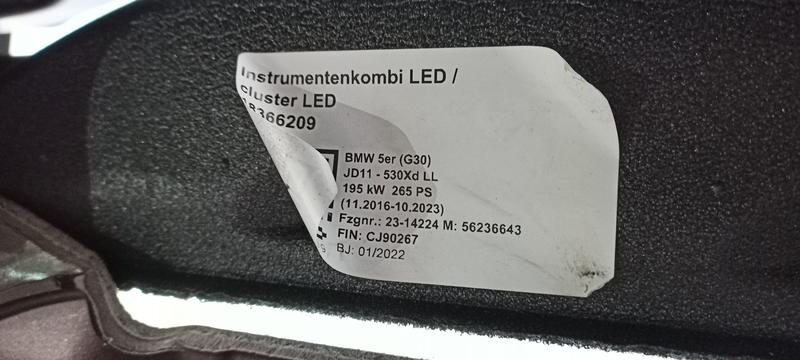 Instrumentenkombi LED /
cluster LED
18366209
BMW 5er (G30)
JD11 - 530Xd LL
195 kW 265 PS
(11.2016-10.2023)
Fzgnr.: 23-14224 M: 56236643
FIN: CJ90267
BJ: 01/2022